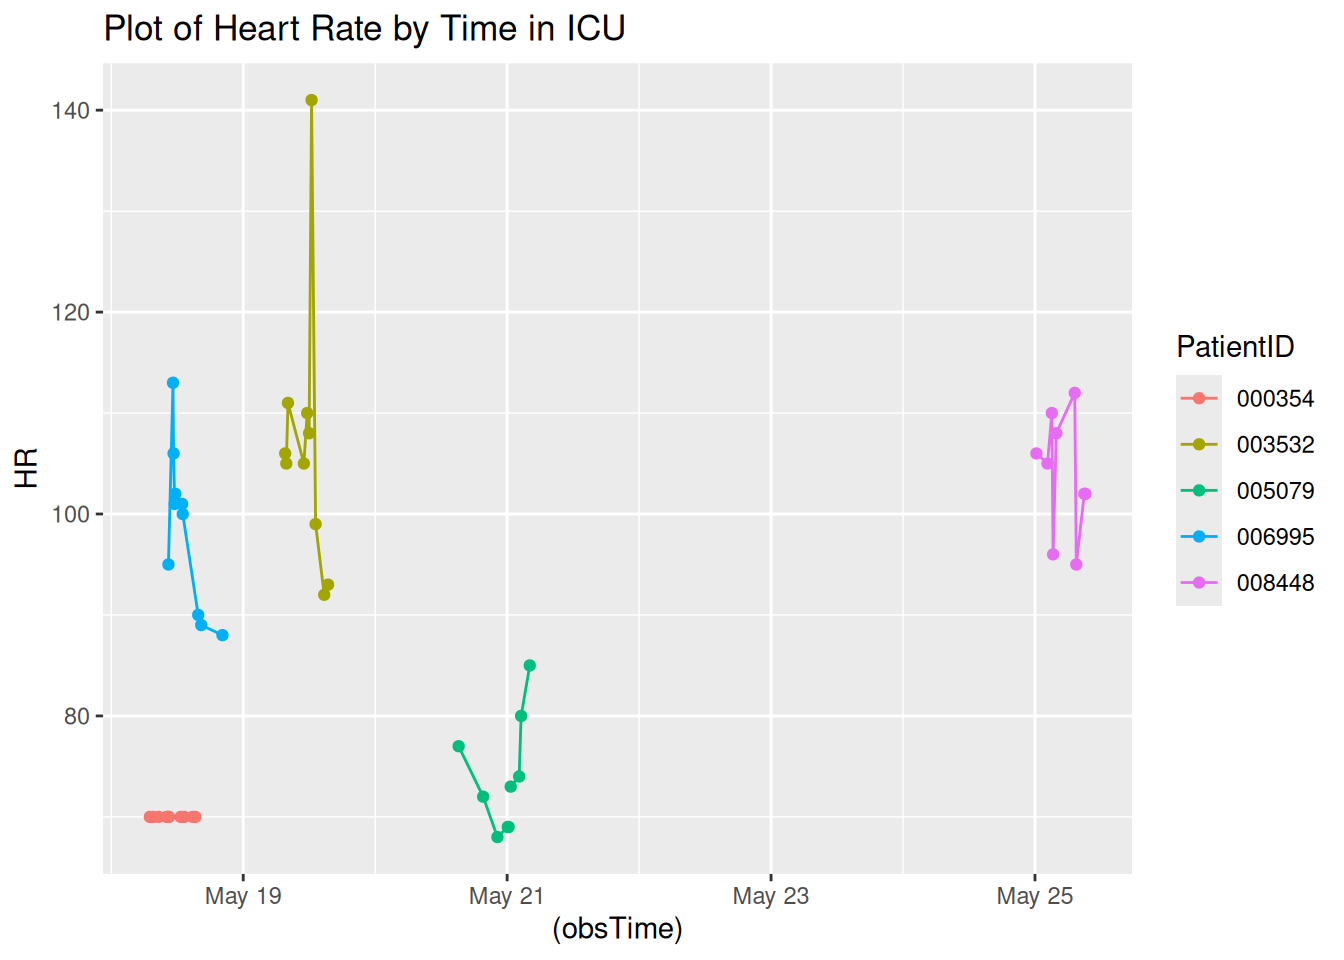 Plot of Heart Rate by Time in ICU
140
120
100
80
HR
May 19
May 21
May 23
May 25
(obsTime)
PatientID
000354
003532
005079
006995
008448